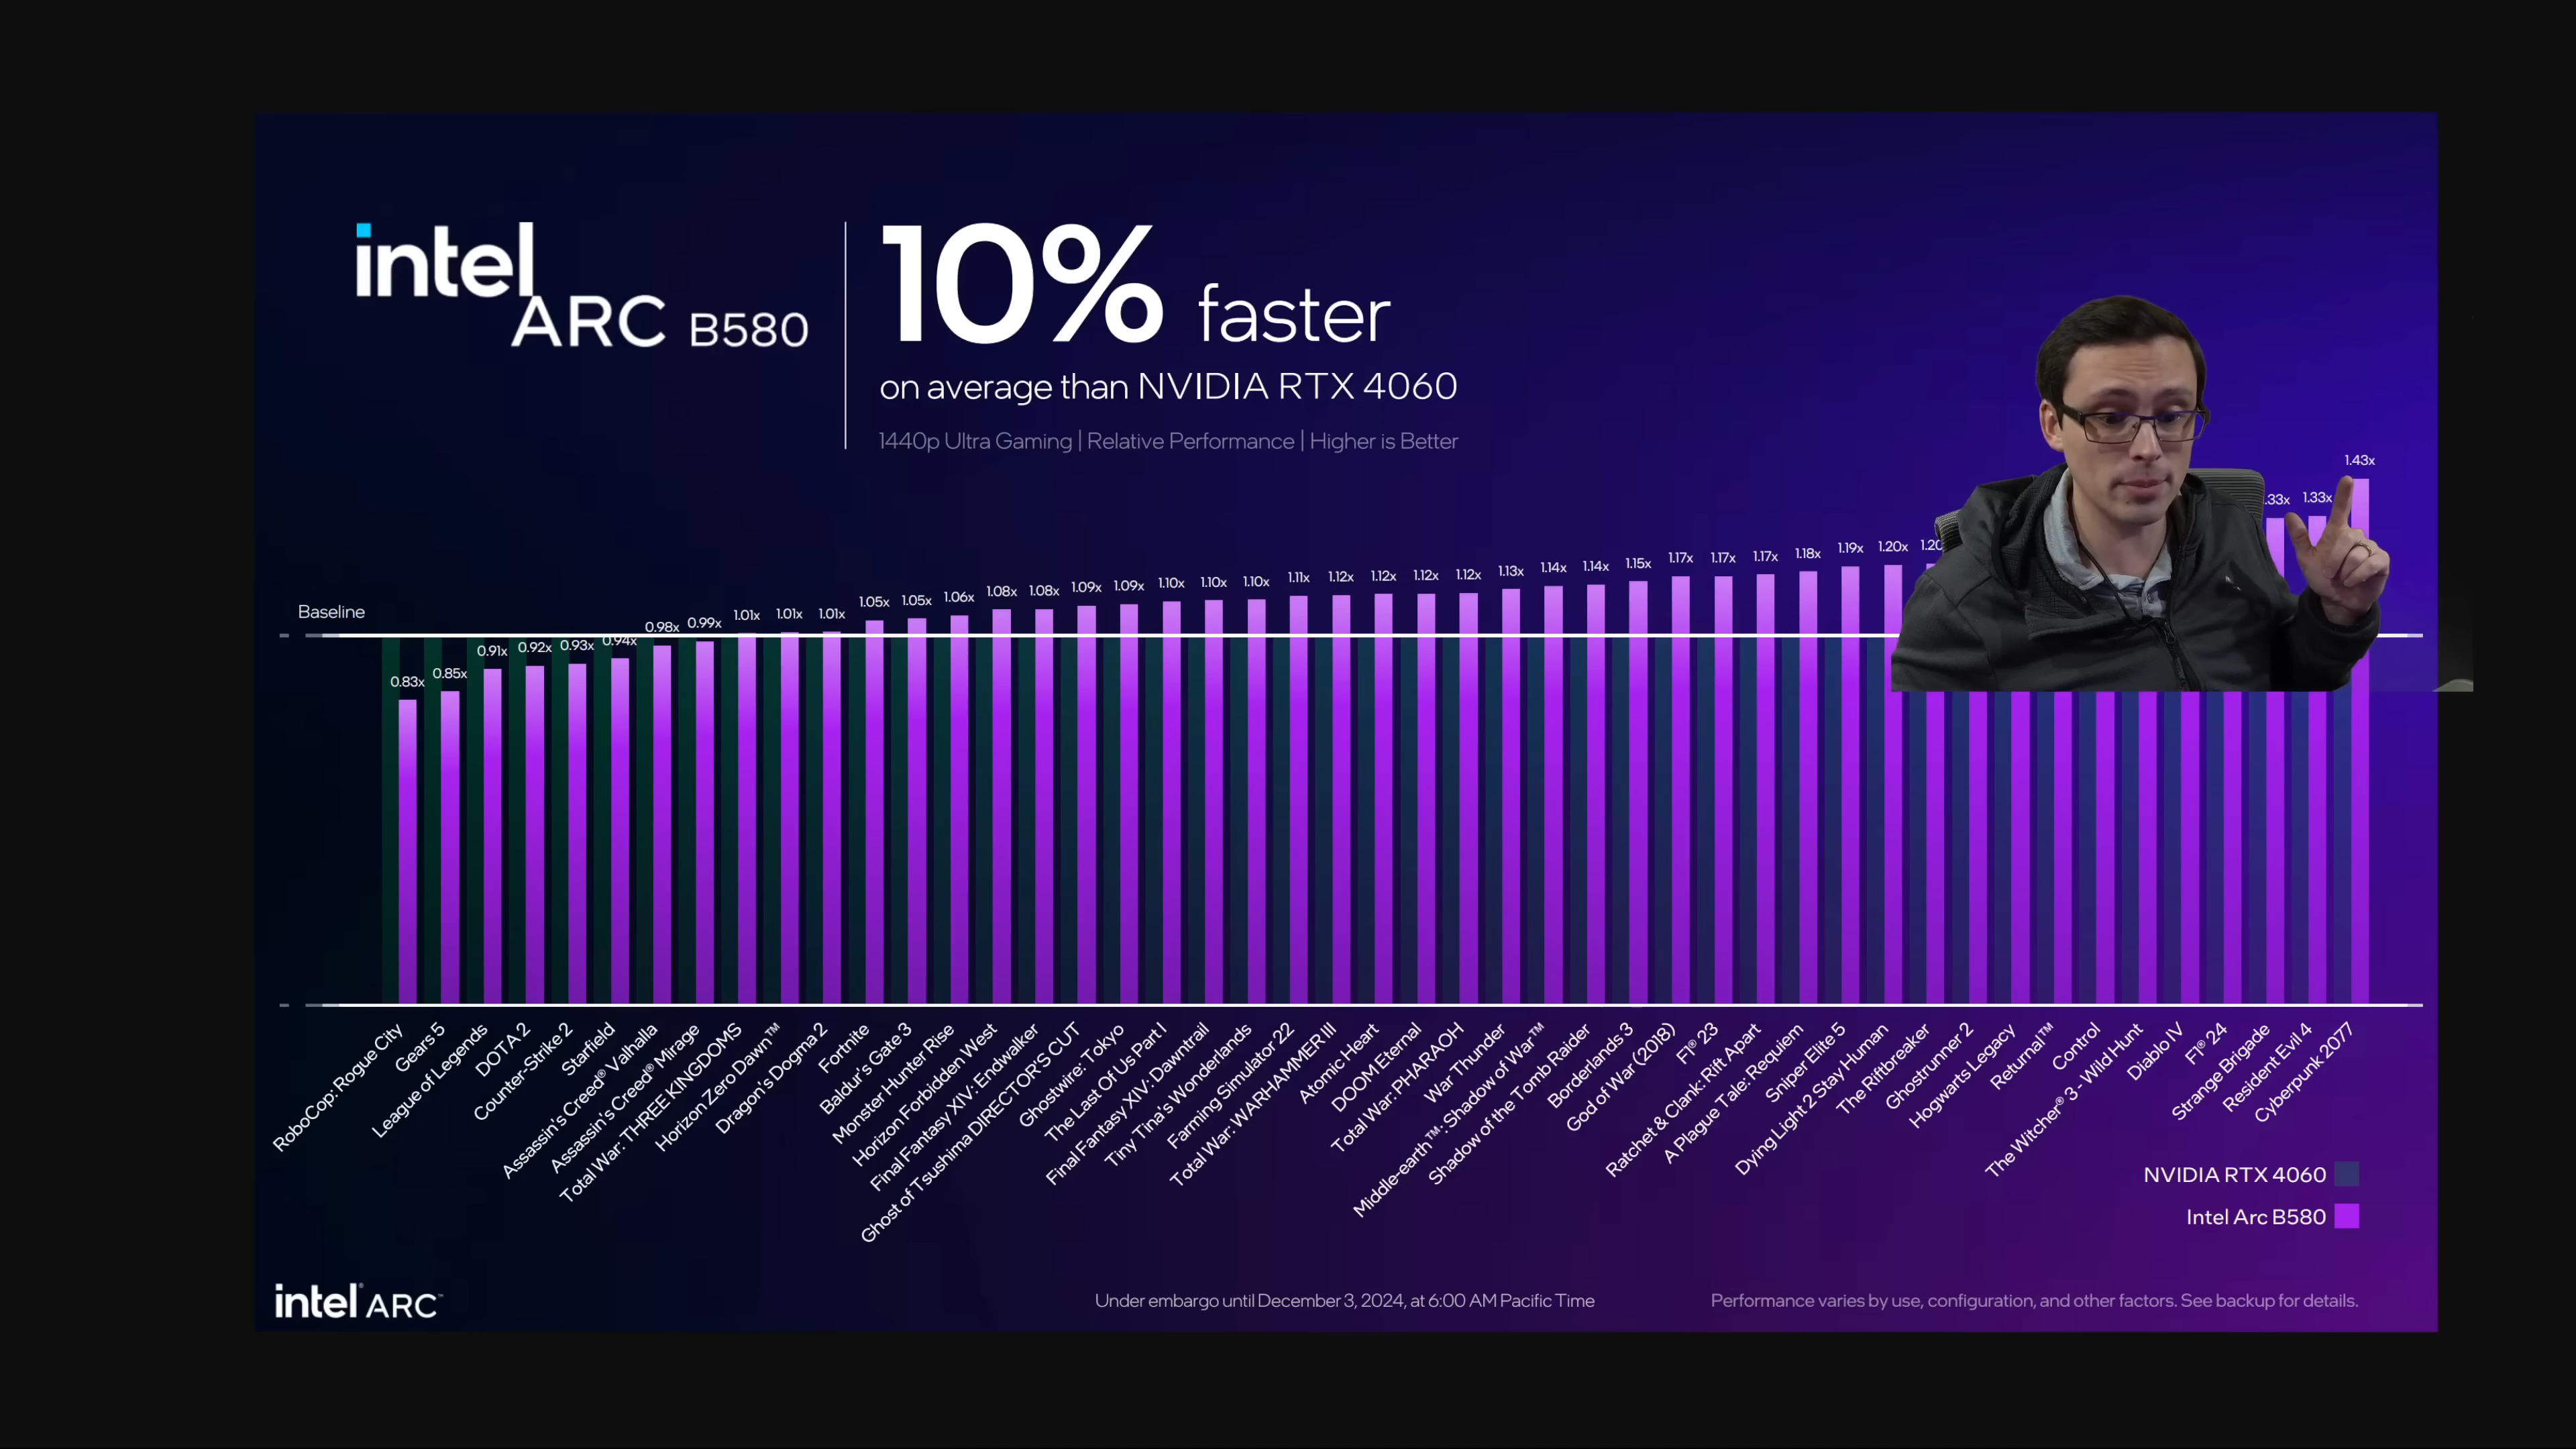 intel
ARC B580
10% faster
on average than NVIDIA RTX 4060
1440p Ultra Gaming | Relative Performance | Higher is Better
Baseline
0.83x
0.85x
0.91x
0.92x
0.93x
0.94x
0.98x
0.99x
1.01x
1.01x
1.01x
1.05x
1.05x
1.06x
1.08x
1.08x
1.09x
1.09x
1.10x
1.10x
1.10x
1.11x
1.12x
1.12x
1.12x
1.12x
1.13x
1.14x
1.14x
1.15x
1.17x
1.17x
1.17x
1.18x
1.19x
1.20x
1.20
.33x
1.33x
1.43x
RoboCop: Rogue City
Gears 5
League of Legends
DOTA 2
Counter-Strike 2
Starfield
Assassin's Creed® Valhalla
Assassin's Creed® Mirage
Total War: THREE KINGDOMS
Horizon Zero Dawn™
Dragon's Dogma 2
Fortnite
Baldur's Gate 3
Monster Hunter Rise
Horizon Forbidden West
Final Fantasy XIV: Endwalker
Ghost of Tsushima DIRECTOR'S CUT
Ghostwire: Tokyo
The Last Of Us Part I
Final Fantasy XIV: Dawntrail
Tiny Tina's Wonderlands
Farming Simulator 22
Total War: WARHAMMER III
Atomic Heart
DOOM Eternal
Total War: PHARAOH
War Thunder
Middle-earth™: Shadow of War™
Shadow of the Tomb Raider
Borderlands 3
God of War (2018)
F1® 23
Ratchet & Clank: Rift Apart
A Plague Tale: Requiem
Sniper Elite 5
Dying Light 2 Stay Human
The Riftbreaker
Ghostrunner 2
Hogwarts Legacy
Returnal™
Control
The Witcher® 3 - Wild Hunt
Diablo IV
F1® 24
Strange Brigade
Resident Evil 4
Cyberpunk 2077
NVIDIA RTX 4060
Intel Arc B580
intel® ARC™
Under embargo until December 3, 2024, at 6:00 AM Pacific Time
Performance varies by use, configuration, and other factors. See backup for details.